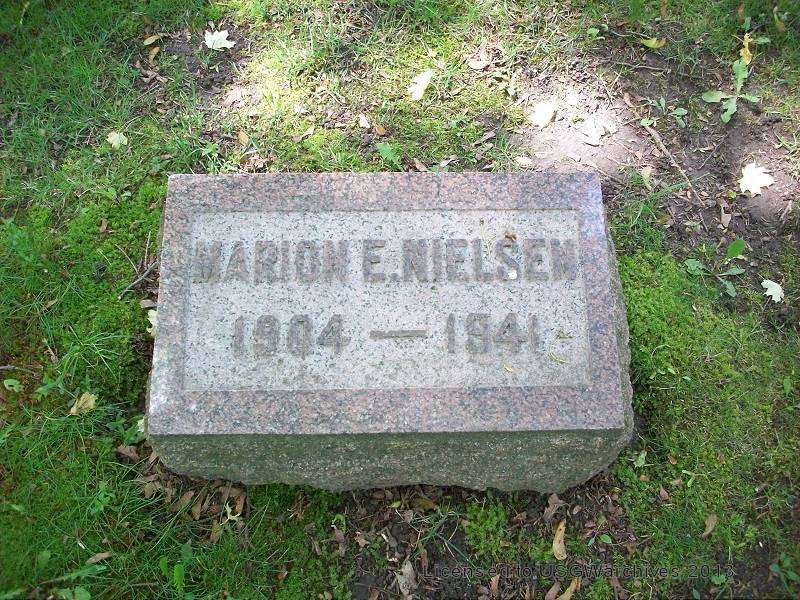 MARION E. NIELSEN
1904 — 1941
Licensed to USGWarchives 2013